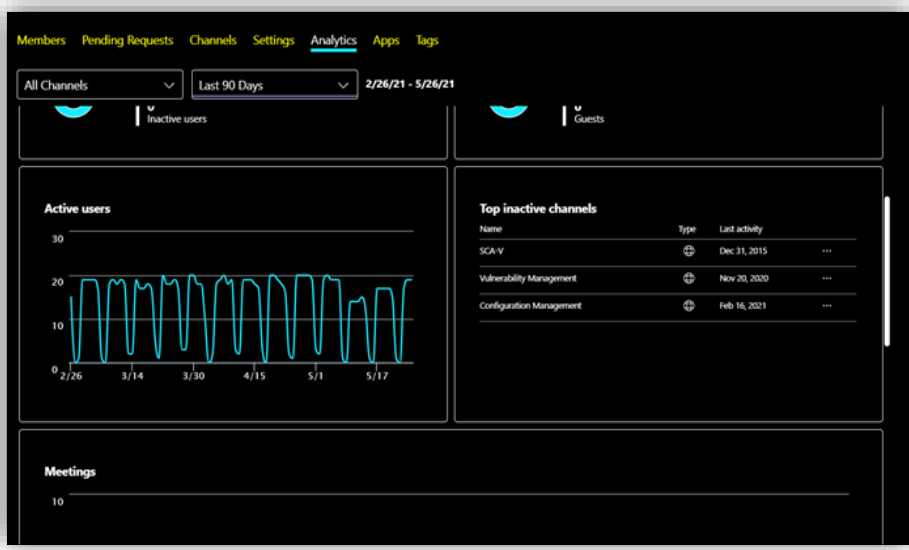 Members Pending Requests Channels Settings Analytics Apps Tags
All Channels Last 90 Days 2/26/21 - 5/26/21
Inactive users
Guests
Active users
30
20
10
0
2/26 3/14 3/30 4/15 5/1 5/17
Top inactive channels
Name Type Last activity
SCA-V Dec 31, 2015 ...
Vulnerability Management Nov 20, 2020 ...
Configuration Management Feb 16, 2021 ...
Meetings
10